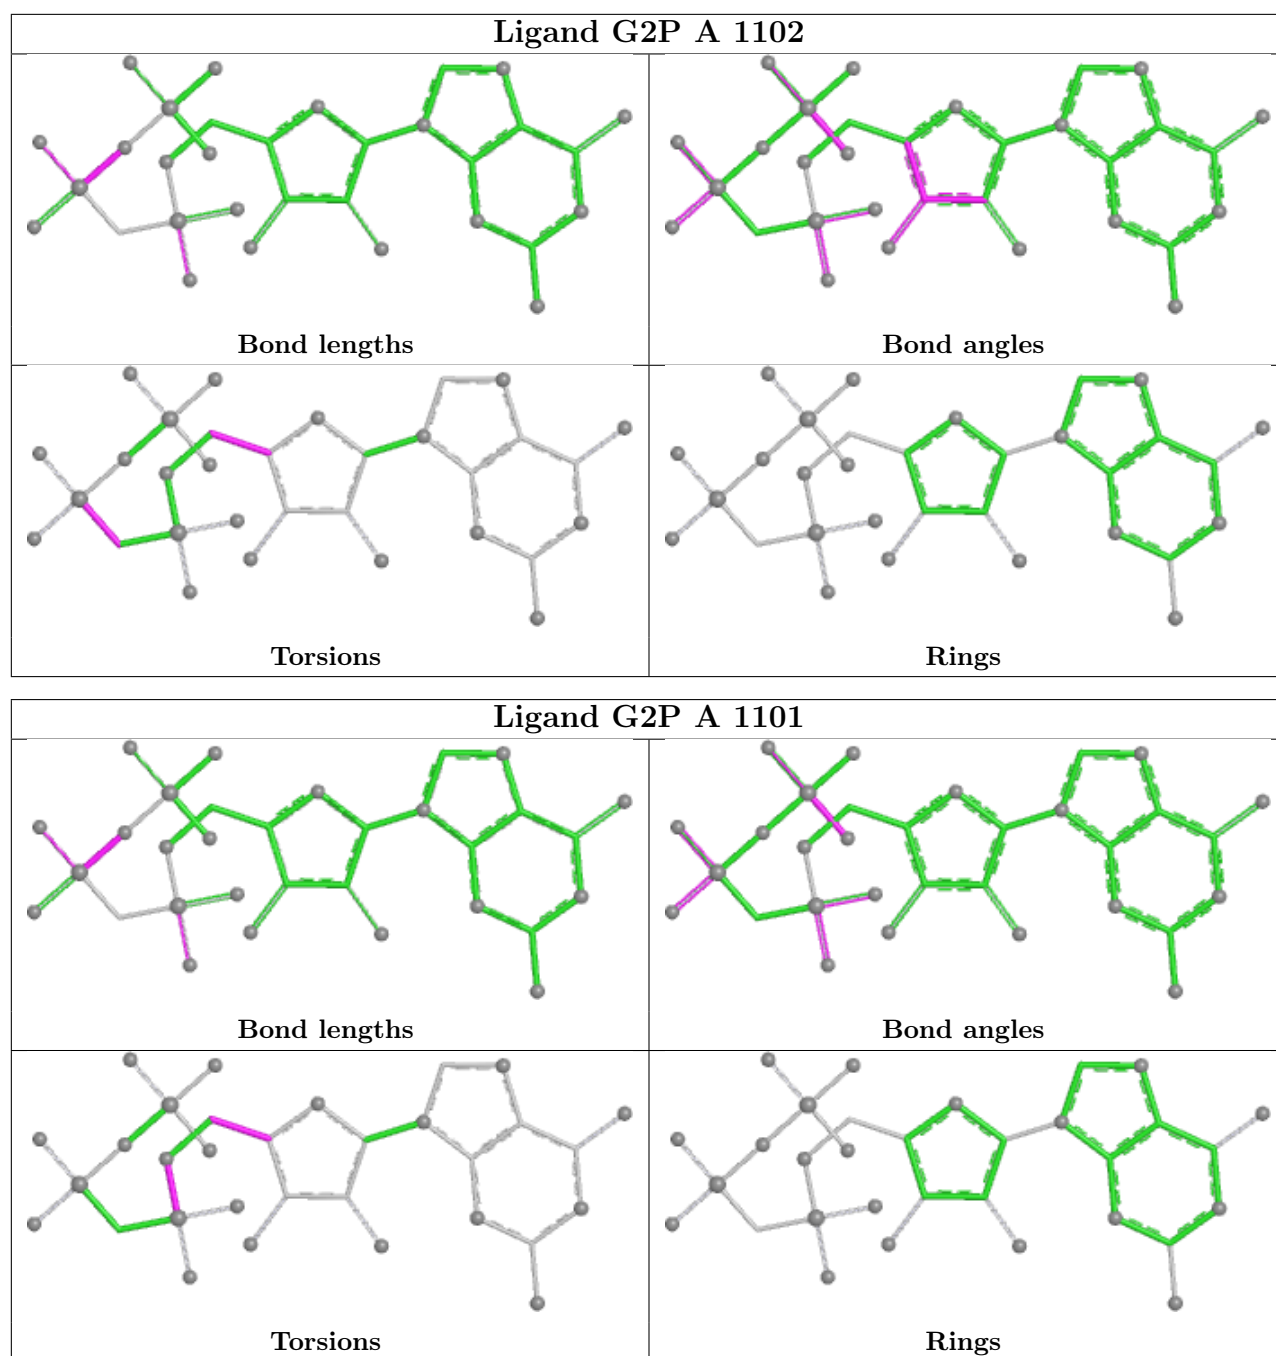 Ligand G2P A 1102
Bond lengths
Bond angles
Torsions
Rings
Ligand G2P A 1101
Bond lengths
Bond angles
Torsions
Rings